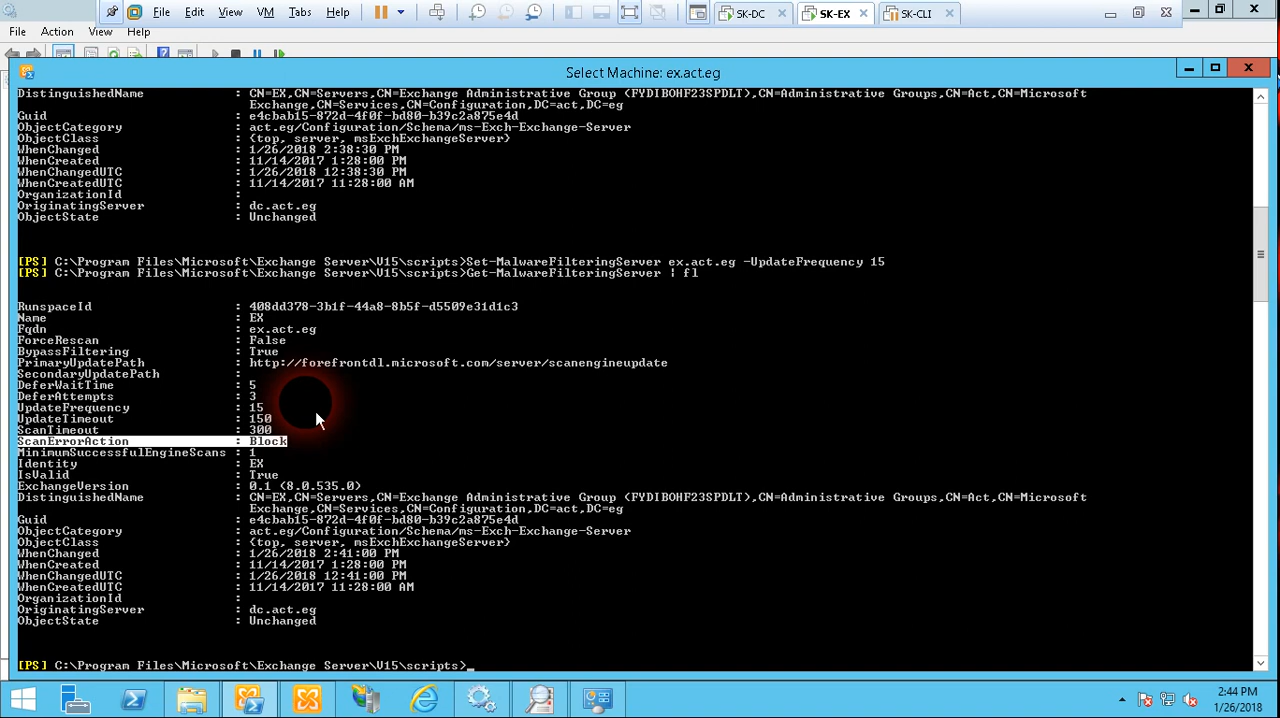 File Edit View VM Tabs Help SK-DC SK-EX SK-CLI
File Action View Help
Select Machine: ex.act.eg
DistinguishedName : CN=EX,CN=Servers,CN=Exchange Administrative Group (FYDIBOHF23SPDLT),CN=Administrative Groups,CN=Act,CN=Microsoft
Exchange,CN=Services,CN=Configuration,DC=act,DC=eg
Guid : e4cbab15-872d-4f0f-bd80-b39c2a875e4d
ObjectCategory : act.eg/Configuration/Schema/ms-Exch-Exchange-Server
ObjectClass : {top, server, msExchExchangeServer}
WhenChanged : 1/26/2018 2:38:30 PM
WhenCreated : 11/14/2017 1:28:00 PM
WhenChangedUTC : 1/26/2018 12:38:30 PM
WhenCreatedUTC : 11/14/2017 11:28:00 AM
OrganizationId :
OriginatingServer : dc.act.eg
ObjectState : Unchanged
[PS] C:\Program Files\Microsoft\Exchange Server\V15\scripts>Set-MalwareFilteringServer ex.act.eg -UpdateFrequency 15
[PS] C:\Program Files\Microsoft\Exchange Server\V15\scripts>Get-MalwareFilteringServer | fl
RunspaceId : 408dd378-3b1f-44a8-8b5f-d5509e31d1c3
Name : EX
Fqdn : ex.act.eg
ForceRescan : False
BypassFiltering : True
PrimaryUpdatePath : http://forefrontdl.microsoft.com/server/scanengineupdate
SecondaryUpdatePath :
DeferWaitTime : 5
DeferAttempts : 3
UpdateFrequency : 15
UpdateTimeout : 150
ScanTimeout : 300
ScanErrorAction : Block
MinimumSuccessfulEngineScans : 1
Identity : EX
IsValid : True
ExchangeVersion : 0.1 (8.0.535.0)
DistinguishedName : CN=EX,CN=Servers,CN=Exchange Administrative Group (FYDIBOHF23SPDLT),CN=Administrative Groups,CN=Act,CN=Microsoft
Exchange,CN=Services,CN=Configuration,DC=act,DC=eg
Guid : e4cbab15-872d-4f0f-bd80-b39c2a875e4d
ObjectCategory : act.eg/Configuration/Schema/ms-Exch-Exchange-Server
ObjectClass : {top, server, msExchExchangeServer}
WhenChanged : 1/26/2018 2:41:00 PM
WhenCreated : 11/14/2017 1:28:00 PM
WhenChangedUTC : 1/26/2018 12:41:00 PM
WhenCreatedUTC : 11/14/2017 11:28:00 AM
OrganizationId :
OriginatingServer : dc.act.eg
ObjectState : Unchanged
[PS] C:\Program Files\Microsoft\Exchange Server\V15\scripts>_
2:44 PM
1/26/2018